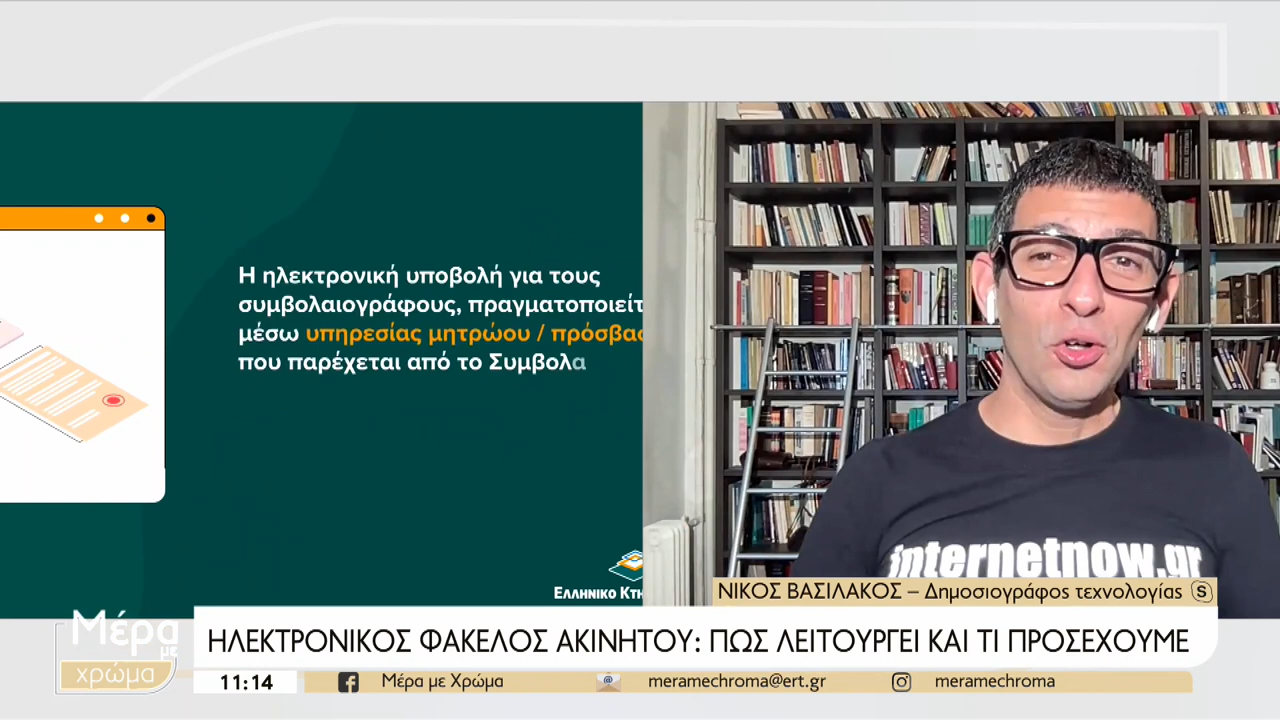 Η ηλεκτρονική υποβολή για τους
συμβολαιογράφους, πραγματοποιείτ
μέσω υπηρεσίας μητρώου / πρόσβασ
που παρέχεται από το Συμβολα
Ελληνικό Κτη
internetnow.gr
ΝΙΚΟΣ ΒΑΣΙΛΑΚΟΣ – Δημοσιογράφος τεχνολογίας
ΗΛΕΚΤΡΟΝΙΚΟΣ ΦΑΚΕΛΟΣ ΑΚΙΝΗΤΟΥ: ΠΩΣ ΛΕΙΤΟΥΡΓΕΙ ΚΑΙ ΤΙ ΠΡΟΣΕΧΟΥΜΕ
Μέρα
με
χρώμα
11:14 Μέρα με Χρώμα meramechroma@ert.gr meramechroma